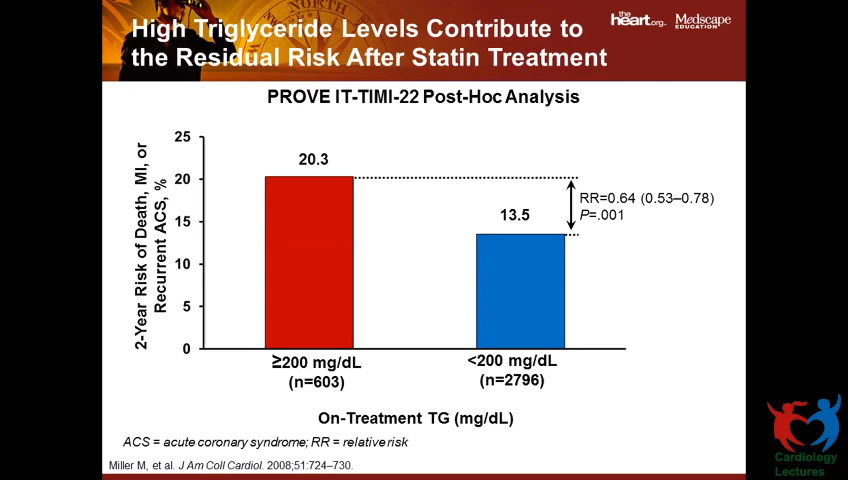 High Triglyceride Levels Contribute to
the Residual Risk After Statin Treatment
theheart.org
Medscape
EDUCATION
PROVE IT-TIMI-22 Post-Hoc Analysis
2-Year Risk of Death, MI, or
Recurrent ACS, %
25
20
15
10
5
0
20.3
13.5
RR=0.64 (0.53–0.78)
P=.001
≥200 mg/dL
(n=603)
<200 mg/dL
(n=2796)
On-Treatment TG (mg/dL)
ACS = acute coronary syndrome; RR = relative risk
Miller M, et al. J Am Coll Cardiol. 2008;51:724–730.
Cardiology
Lectures